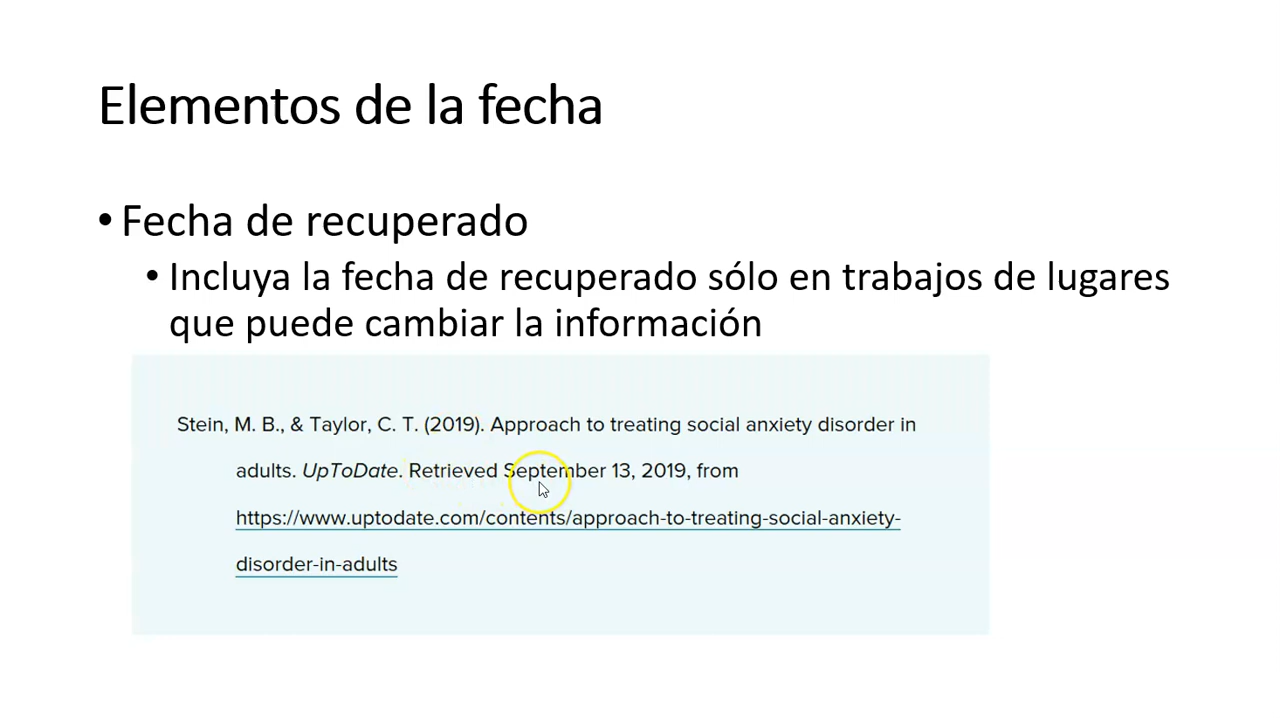 Elementos de la fecha
• Fecha de recuperado
• Incluya la fecha de recuperado sólo en trabajos de lugares
que puede cambiar la información
Stein, M. B., & Taylor, C. T. (2019). Approach to treating social anxiety disorder in
adults. UpToDate. Retrieved September 13, 2019, from
https://www.uptodate.com/contents/approach-to-treating-social-anxiety-
disorder-in-adults